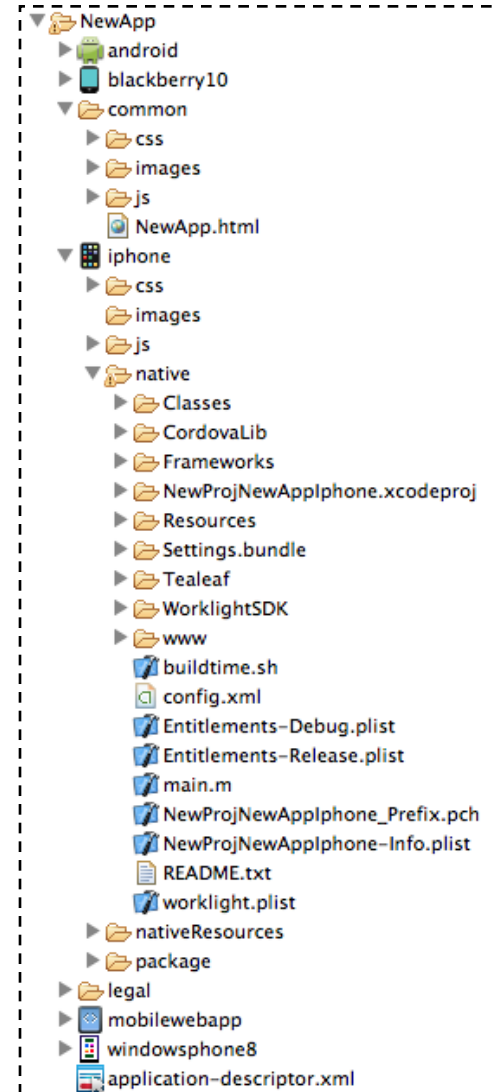 NewApp
android
blackberry10
common
css
images
js
NewApp.html
iphone
css
images
js
native
Classes
CordovaLib
Frameworks
NewProjNewAppIphone.xcodeproj
Resources
Settings.bundle
Tealeaf
WorklightSDK
www
buildtime.sh
config.xml
Entitlements-Debug.plist
Entitlements-Release.plist
main.m
NewProjNewAppIphone_Prefix.pch
NewProjNewAppIphone-Info.plist
README.txt
worklight.plist
nativeResources
package
legal
mobilewebapp
windowsphone8
application-descriptor.xml